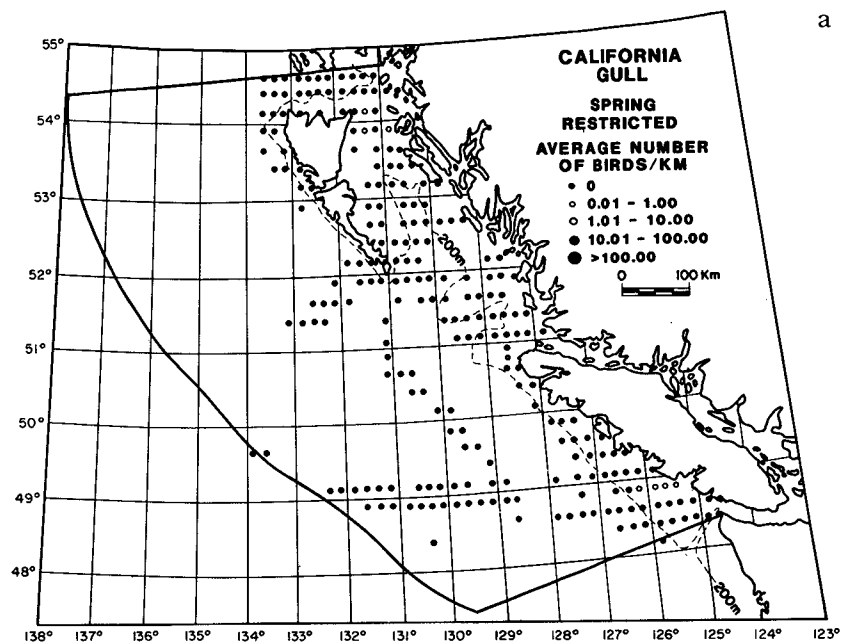 a
CALIFORNIA
GULL
SPRING
RESTRICTED
AVERAGE NUMBER
OF BIRDS/KM
0
0.01 - 1.00
1.01 - 10.00
10.01 - 100.00
>100.00
0 100 Km
55°
54°
53°
52°
51°
50°
49°
48°
200m
200m
138° 137° 136° 135° 134° 133° 132° 131° 130° 129° 128° 127° 126° 125° 124° 123°